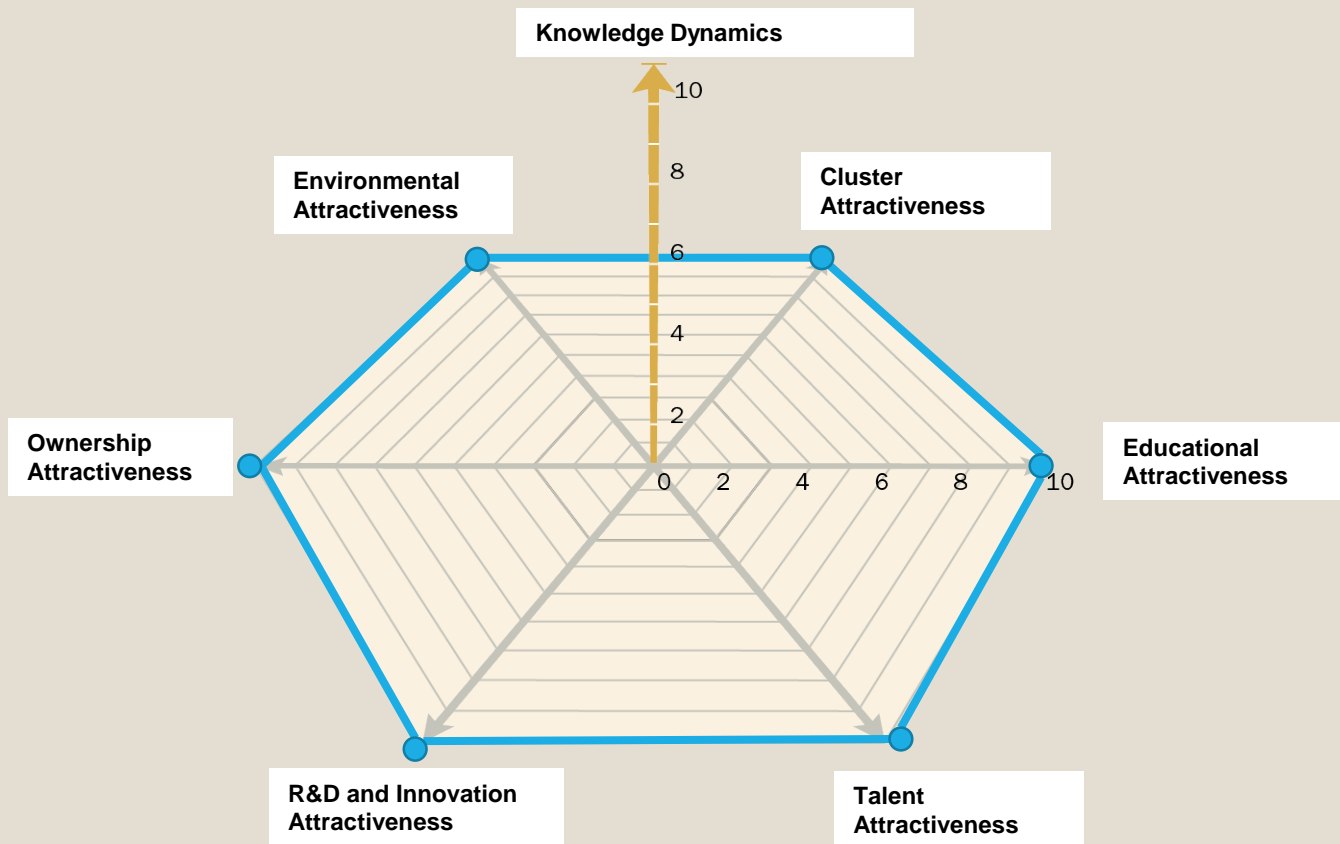 Knowledge Dynamics
10
8
6
4
2
Environmental
Attractiveness
Cluster
Attractiveness
Ownership
Attractiveness
0 2 4 6 8 10
Educational
Attractiveness
R&D and Innovation
Attractiveness
Talent
Attractiveness